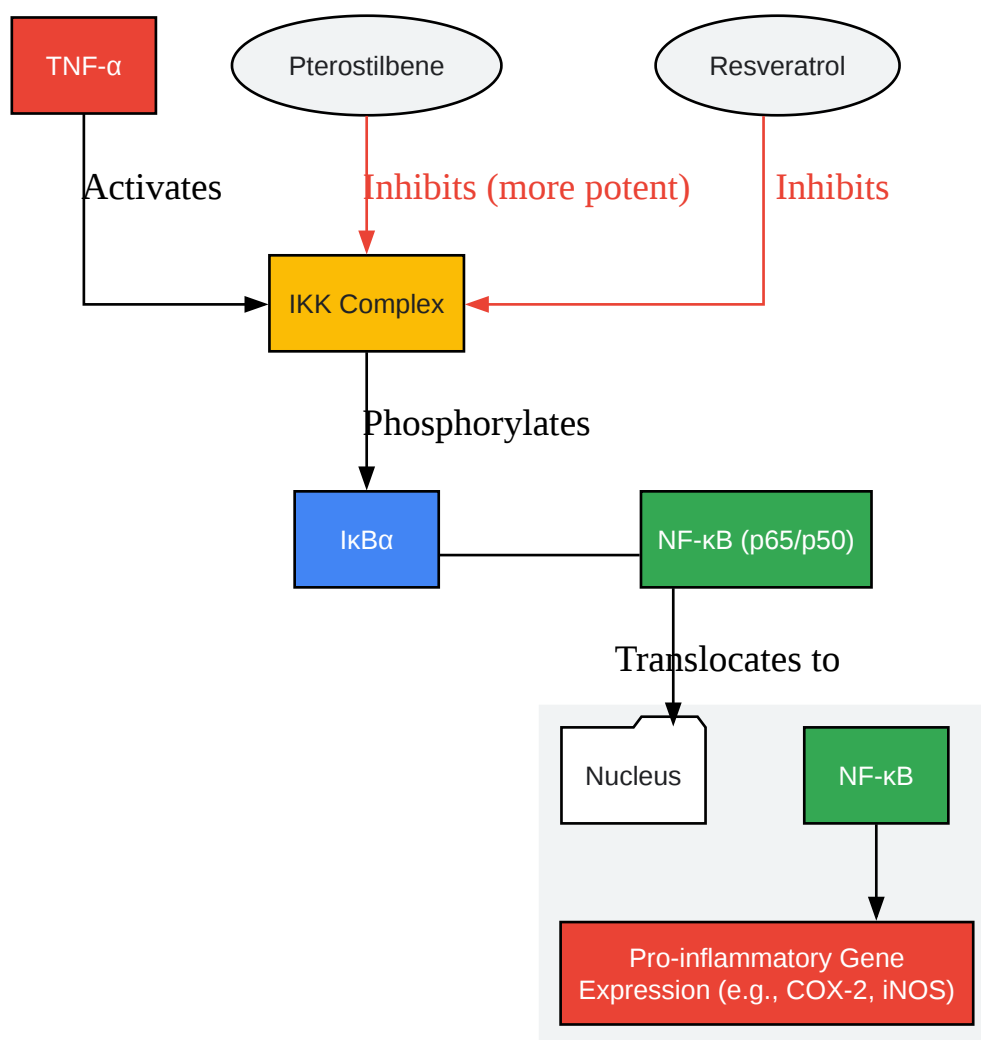 TNF-α
Pterostilbene
Resveratrol
Activates
Inhibits (more potent)
Inhibits
IKK Complex
Phosphorylates
IκBα
NF-κB (p65/p50)
Translocates to
Nucleus
NF-κB
Pro-inflammatory Gene
Expression (e.g., COX-2, iNOS)